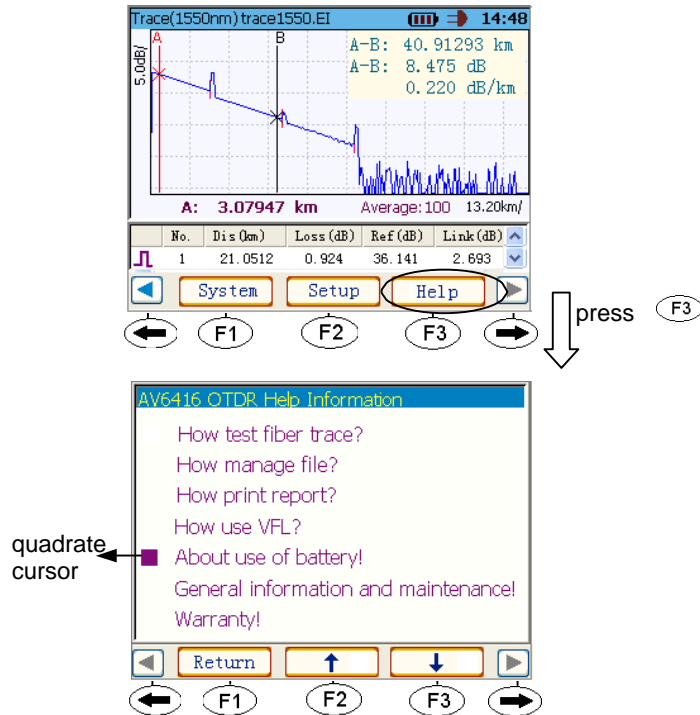 Trace(1550nm) trace1550.EI 14:48
A B
5.0dB/
A-B: 40.91293 km
A-B: 8.475 dB
0.220 dB/km
A: 3.07947 km Average:100 13.20km/
No. Dis(km) Loss(dB) Ref(dB) Link(dB)
1 21.0512 0.924 36.141 2.693
System Setup Help
F1 F2 F3
press F3
AV6416 OTDR Help Information
How test fiber trace?
How manage file?
How print report?
How use VFL?
About use of battery!
General information and maintenance!
Warranty!
quadrate
cursor
Return
F1 F2 F3